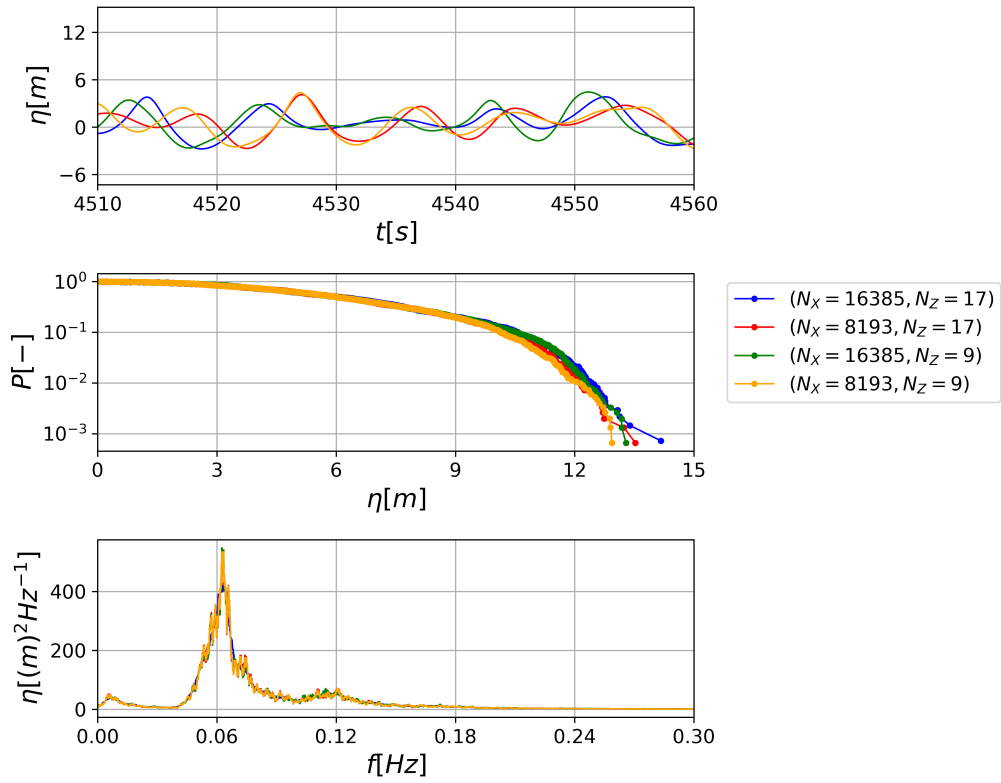 12
6
0
−6
η[m]
4510 4520 4530 4540 4550 4560
t[s]
10⁰
10⁻¹
10⁻²
10⁻³
P[−]
0 3 6 9 12 15
η[m]
(N_X = 16385, N_Z = 17)
(N_X = 8193, N_Z = 17)
(N_X = 16385, N_Z = 9)
(N_X = 8193, N_Z = 9)
400
200
0
η[(m)²Hz⁻¹]
0.00 0.06 0.12 0.18 0.24 0.30
f[Hz]